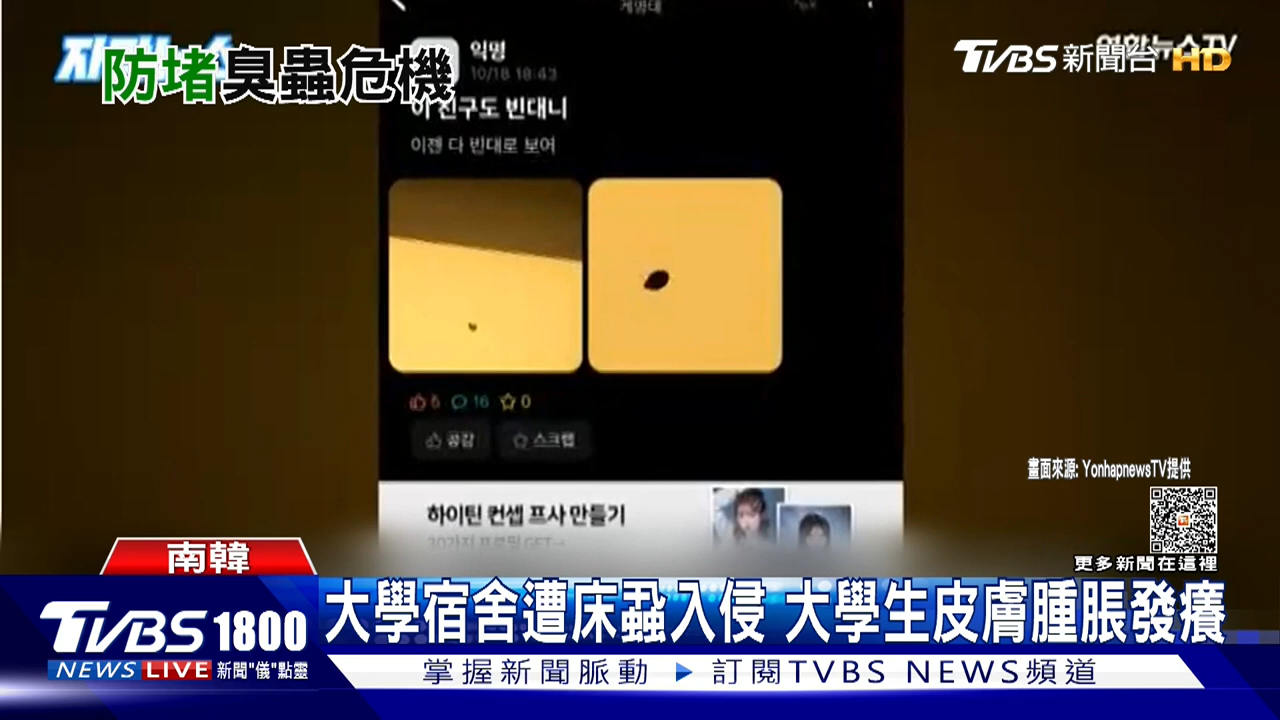 防堵臭蟲危機
TVBS 新聞台 HD
연합뉴스TV
익명
10/18 18:43
이 친구도 빈대니
이젠 다 빈대로 보여
6 16 0
공감 스크랩
하이틴 컨셉 프사 만들기
畫面來源: YonhapnewsTV提供
更多新聞在這裡
南韓
大學宿舍遭床蝨入侵 大學生皮膚腫脹發癢
TVBS 1800
NEWS LIVE 新聞"儀"點靈
掌握新聞脈動 ▶ 訂閱TVBS NEWS頻道